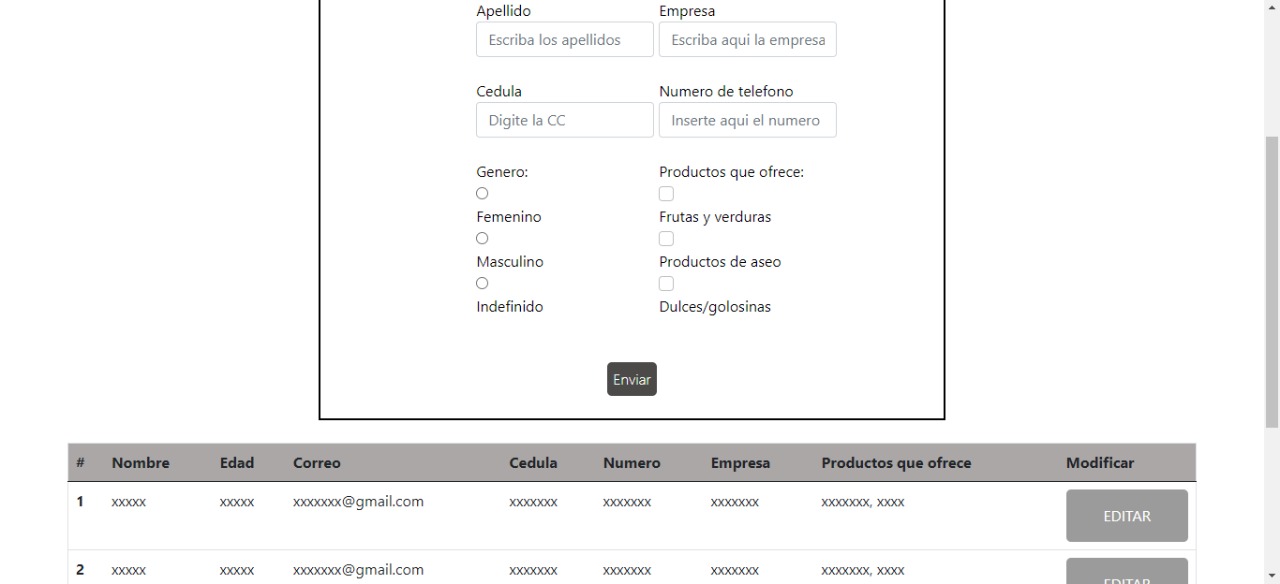 Apellido Empresa
Escriba los apellidos Escriba aqui la empresa
Cedula Numero de telefono
Digite la CC Inserte aqui el numero
Genero: Productos que ofrece:
Femenino Frutas y verduras
Masculino Productos de aseo
Indefinido Dulces/golosinas
Enviar
# Nombre Edad Correo Cedula Numero Empresa Productos que ofrece Modificar
1 xxxxx xxxxx xxxxxxx@gmail.com xxxxxxx xxxxxxx xxxxxxx xxxxxxx, xxxx EDITAR
2 xxxxx xxxxx xxxxxxx@gmail.com xxxxxxx xxxxxxx xxxxxxx xxxxxxx, xxxx EDITAR